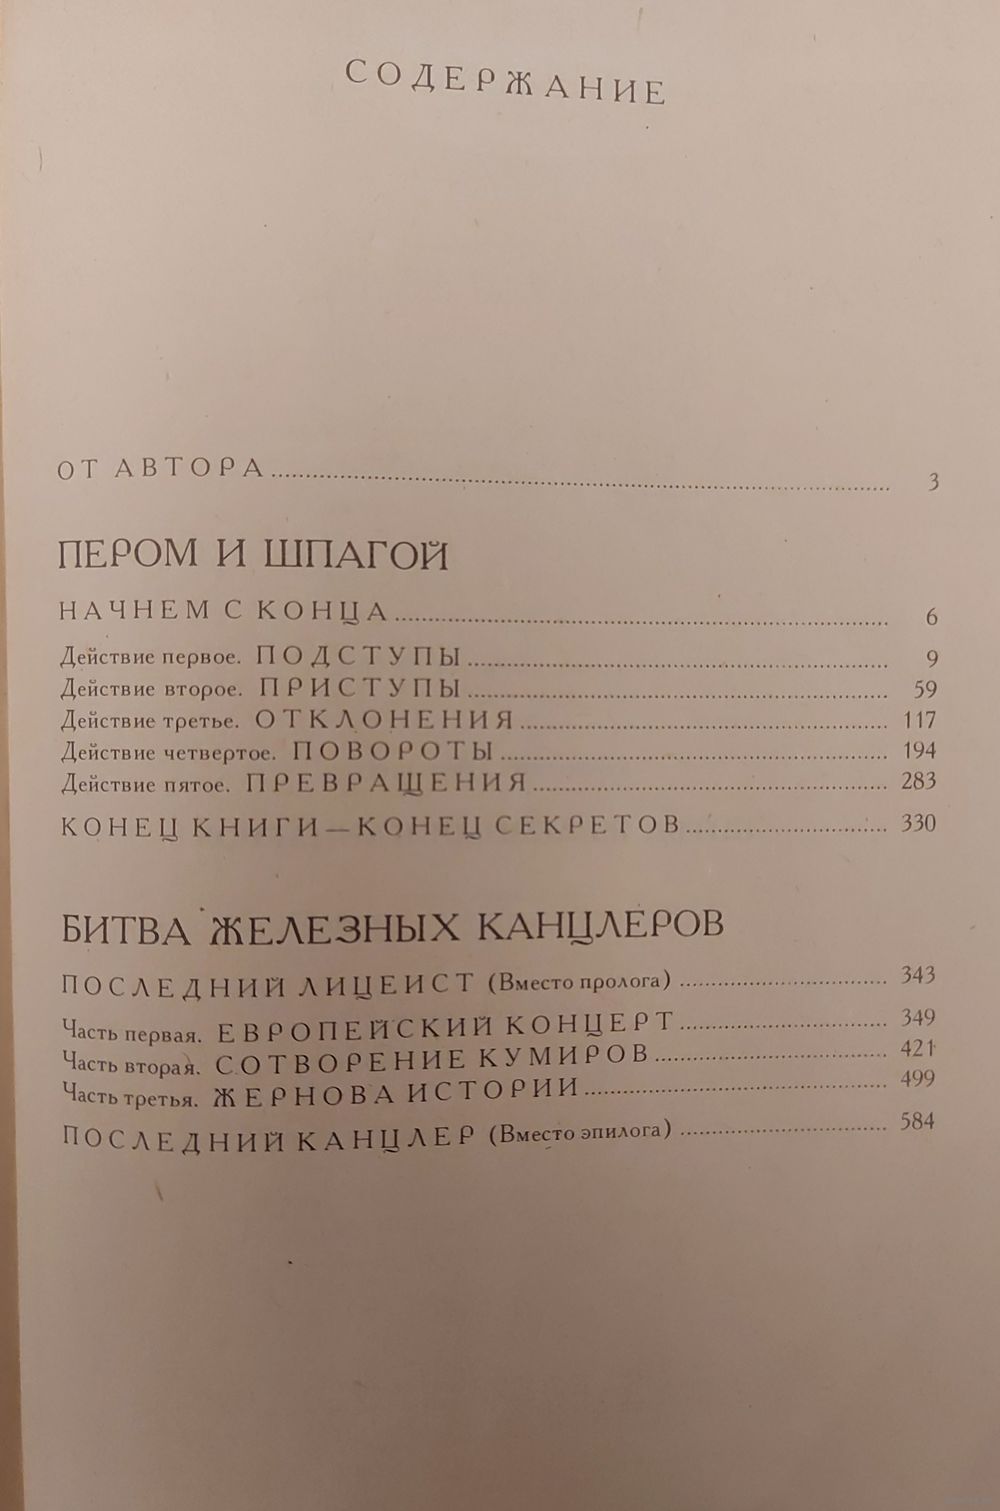 СОДЕРЖАНИЕ
ОТ АВТОРА 3
ПЕРОМ И ШПАГОЙ
НАЧНЕМ С КОНЦА 6
Действие первое. ПОДСТУПЫ 9
Действие второе. ПРИСТУПЫ 59
Действие третье. ОТКЛОНЕНИЯ 117
Действие четвертое. ПОВОРОТЫ 194
Действие пятое. ПРЕВРАЩЕНИЯ 283
КОНЕЦ КНИГИ — КОНЕЦ СЕКРЕТОВ 330
БИТВА ЖЕЛЕЗНЫХ КАНЦЛЕРОВ
ПОСЛЕДНИЙ ЛИЦЕИСТ (Вместо пролога) 343
Часть первая. ЕВРОПЕЙСКИЙ КОНЦЕРТ 349
Часть вторая. СОТВОРЕНИЕ КУМИРОВ 421
Часть третья. ЖЕРНОВА ИСТОРИИ 499
ПОСЛЕДНИЙ КАНЦЛЕР (Вместо эпилога) 584